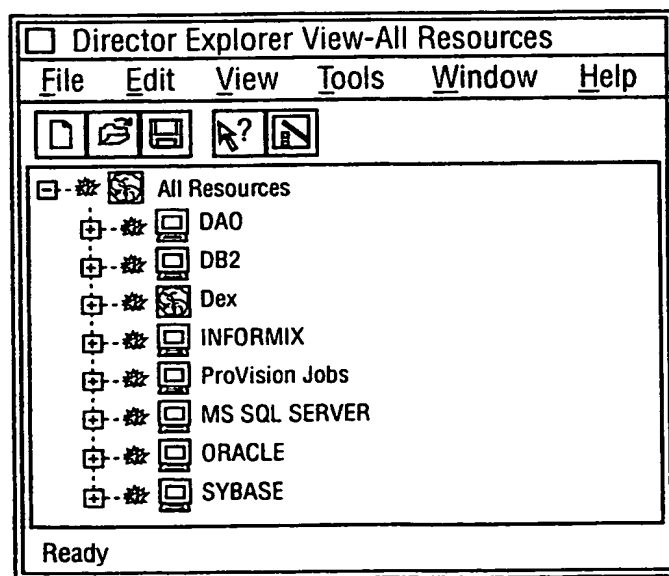 Director Explorer View-All Resources
File Edit View Tools Window Help
?
All Resources
DAO
DB2
Dex
INFORMIX
ProVision Jobs
MS SQL SERVER
ORACLE
SYBASE
Ready